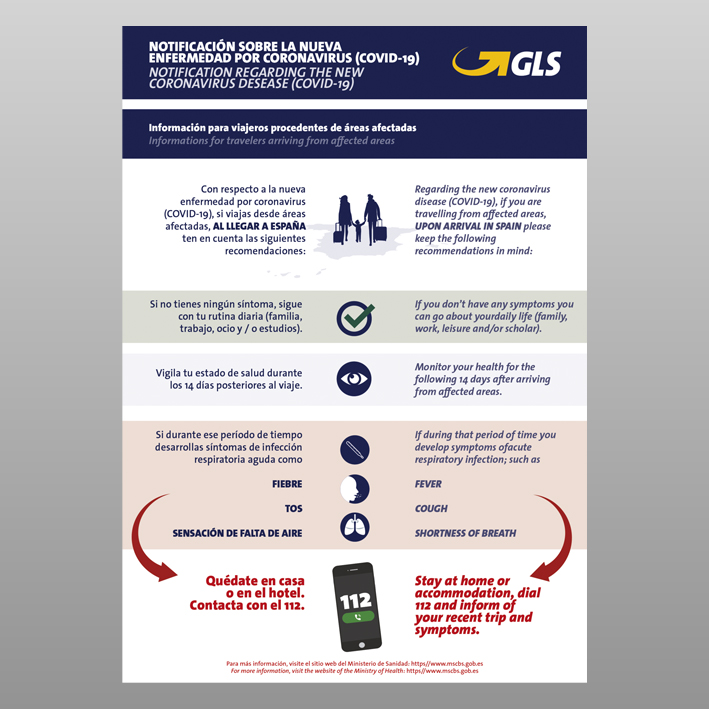 NOTIFICACIÓN SOBRE LA NUEVA
ENFERMEDAD POR CORONAVIRUS (COVID-19)
NOTIFICATION REGARDING THE NEW
CORONAVIRUS DESEASE (COVID-19)
GLS
Información para viajeros procedentes de áreas afectadas
Informations for travelers arriving from affected areas
Con respecto a la nueva
enfermedad por coronavirus
(COVID-19), si viajas desde áreas
afectadas, AL LLEGAR A ESPAÑA
ten en cuenta las siguientes
recomendaciones:
Regarding the new coronavirus
disease (COVID-19), if you are
travelling from affected areas,
UPON ARRIVAL IN SPAIN please
keep the following
recommendations in mind:
Si no tienes ningún síntoma, sigue
con tu rutina diaria (familia,
trabajo, ocio y / o estudios).
If you don't have any symptoms you
can go about yourdaily life (family,
work, leisure and/or scholar).
Vigila tu estado de salud durante
los 14 días posteriores al viaje.
Monitor your health for the
following 14 days after arriving
from affected areas.
Si durante ese período de tiempo
desarrollas síntomas de infección
respiratoria aguda como
If during that period of time you
develop symptoms ofacute
respiratory infection; such as
FIEBRE
FEVER
TOS
COUGH
SENSACIÓN DE FALTA DE AIRE
SHORTNESS OF BREATH
Quédate en casa
o en el hotel.
Contacta con el 112.
112
Stay at home or
accommodation, dial
112 and inform of
your recent trip and
symptoms.
Para más información, visite el sitio web del Ministerio de Sanidad: https//www.mscbs.gob.es
For more information, visit the website of the Ministry of Health: https//www.mscbs.gob.es